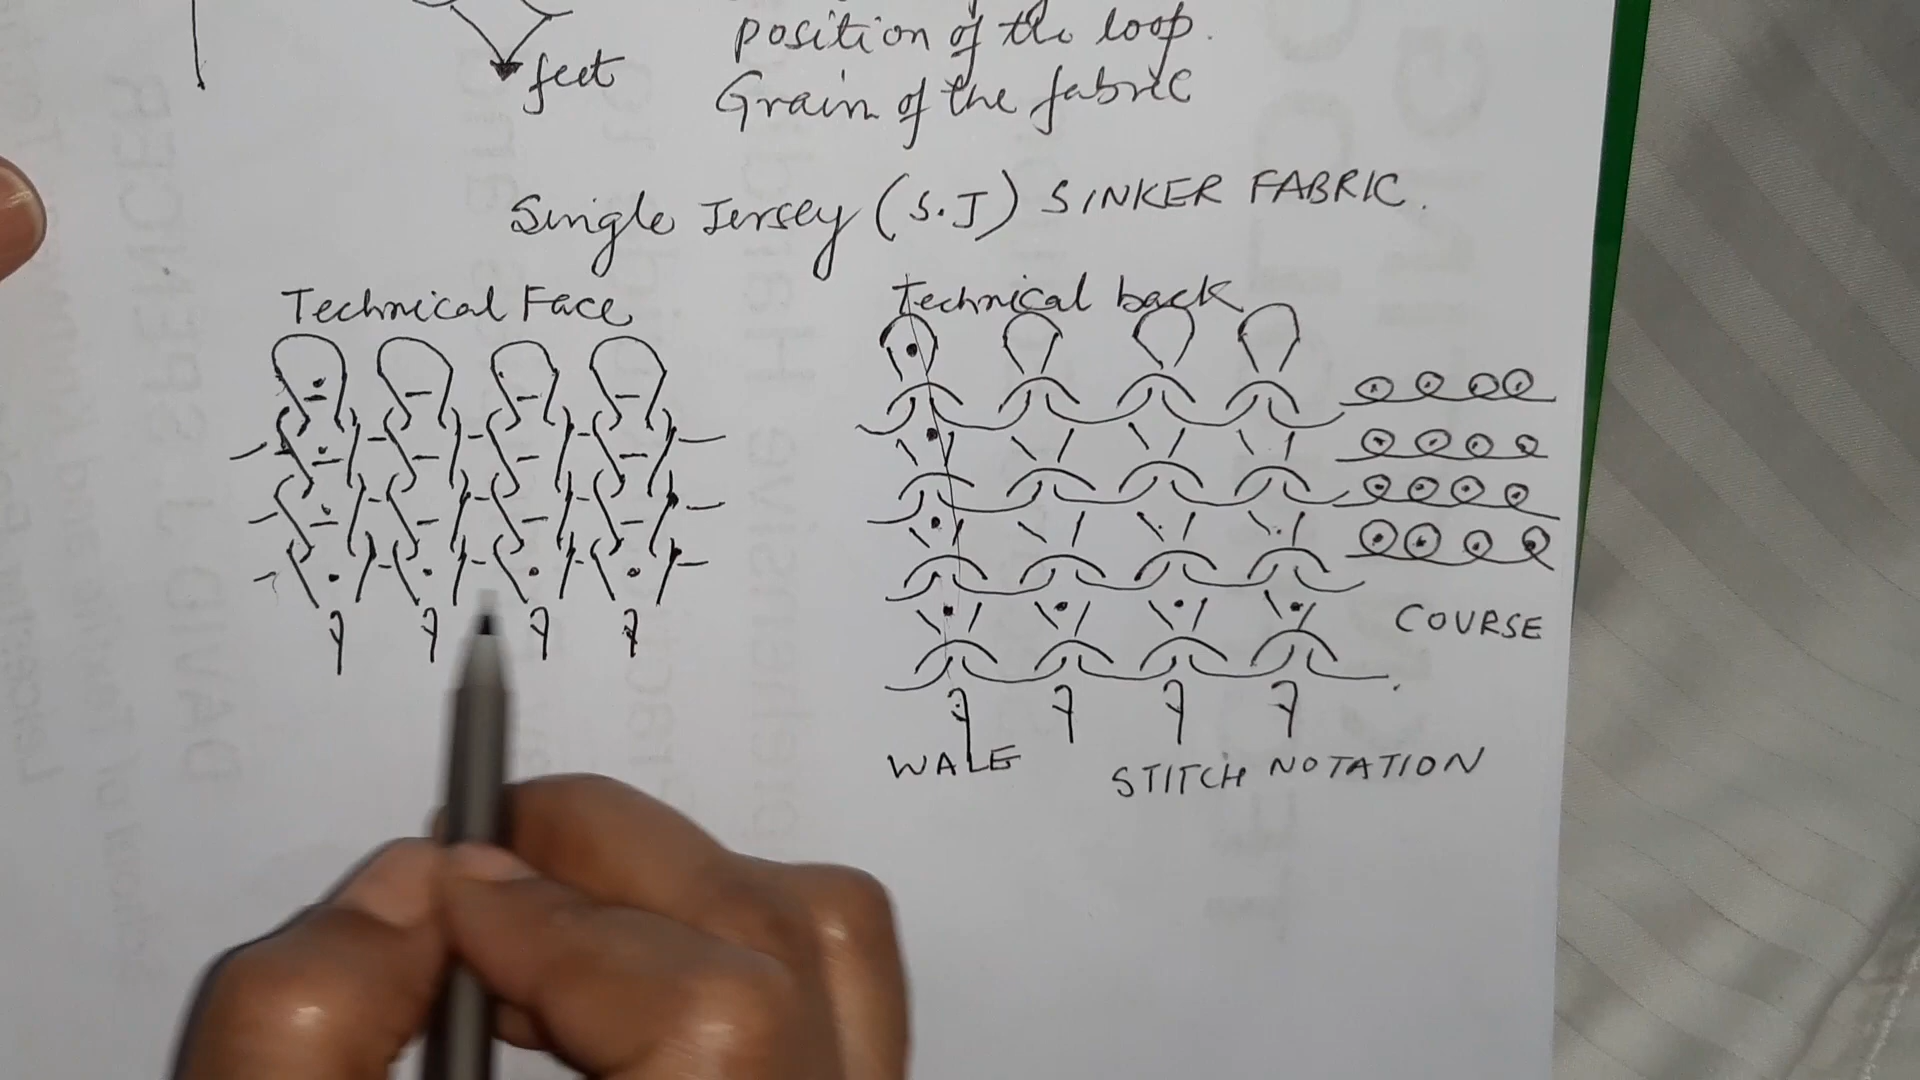 position of the loop.
feet
Grain of the fabric
Single Jersey (S.J) SINKER FABRIC.
Technical Face
Technical back
COURSE
WALE
STITCH NOTATION